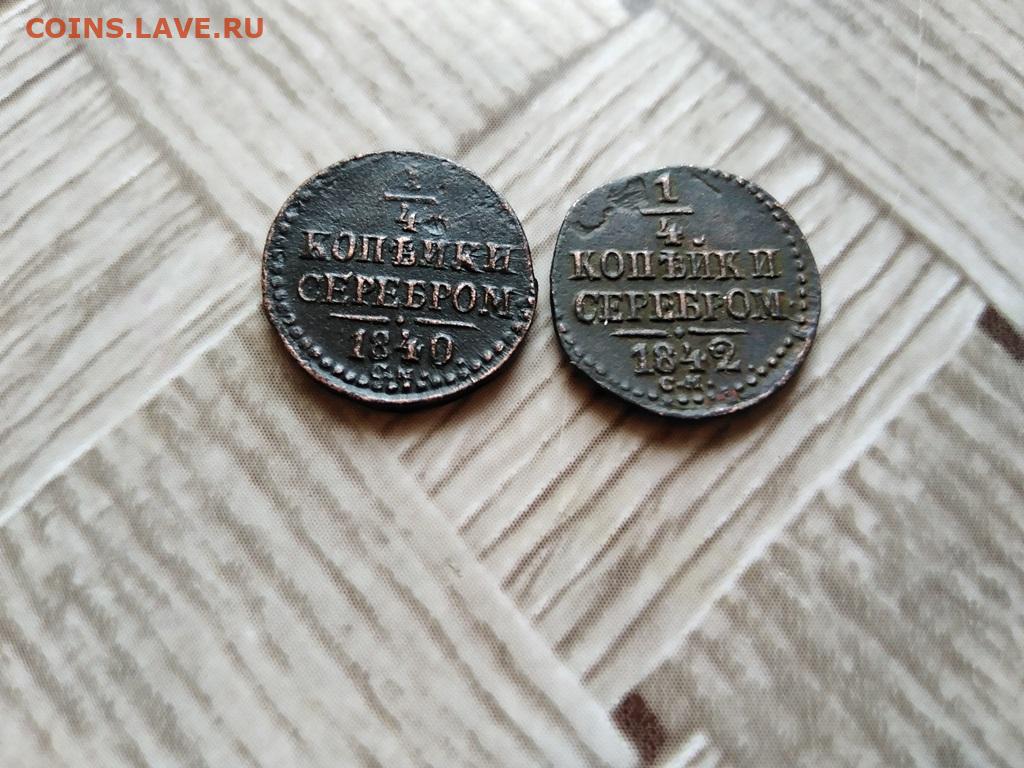 COINS.LAVE.RU
1
4
КОПѢЙКИ
СЕРЕБРОМ
1840
С.М.
1
4
КОПѢЙКИ
СЕРЕБРОМ
1842
С.М.